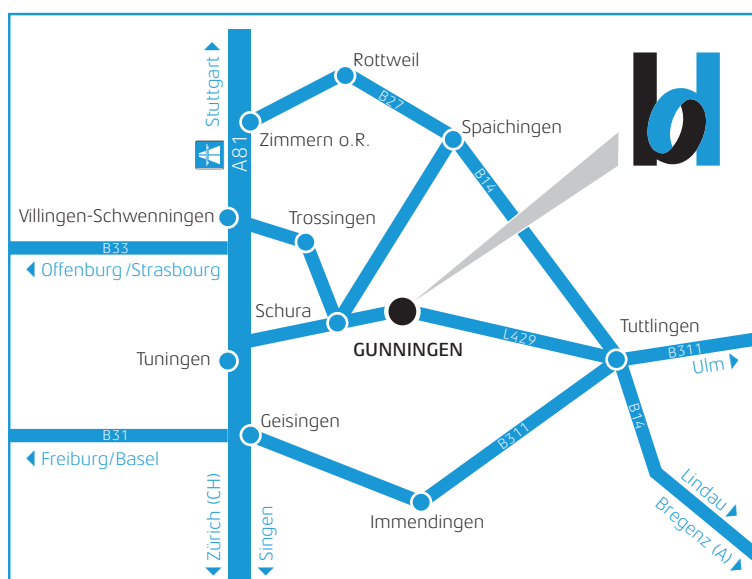 Stuttgart
A81
Rottweil
B27
Zimmern o.R.
Spaichingen
B14
Villingen-Schwenningen
Trossingen
B33
Offenburg/Strasbourg
Schura
GUNNINGEN
L429
Tuttlingen
B311
Ulm
Tuningen
B14
Geisingen
B31
Freiburg/Basel
B311
Immendingen
Lindau
Bregenz (A)
Zürich (CH)
Singen